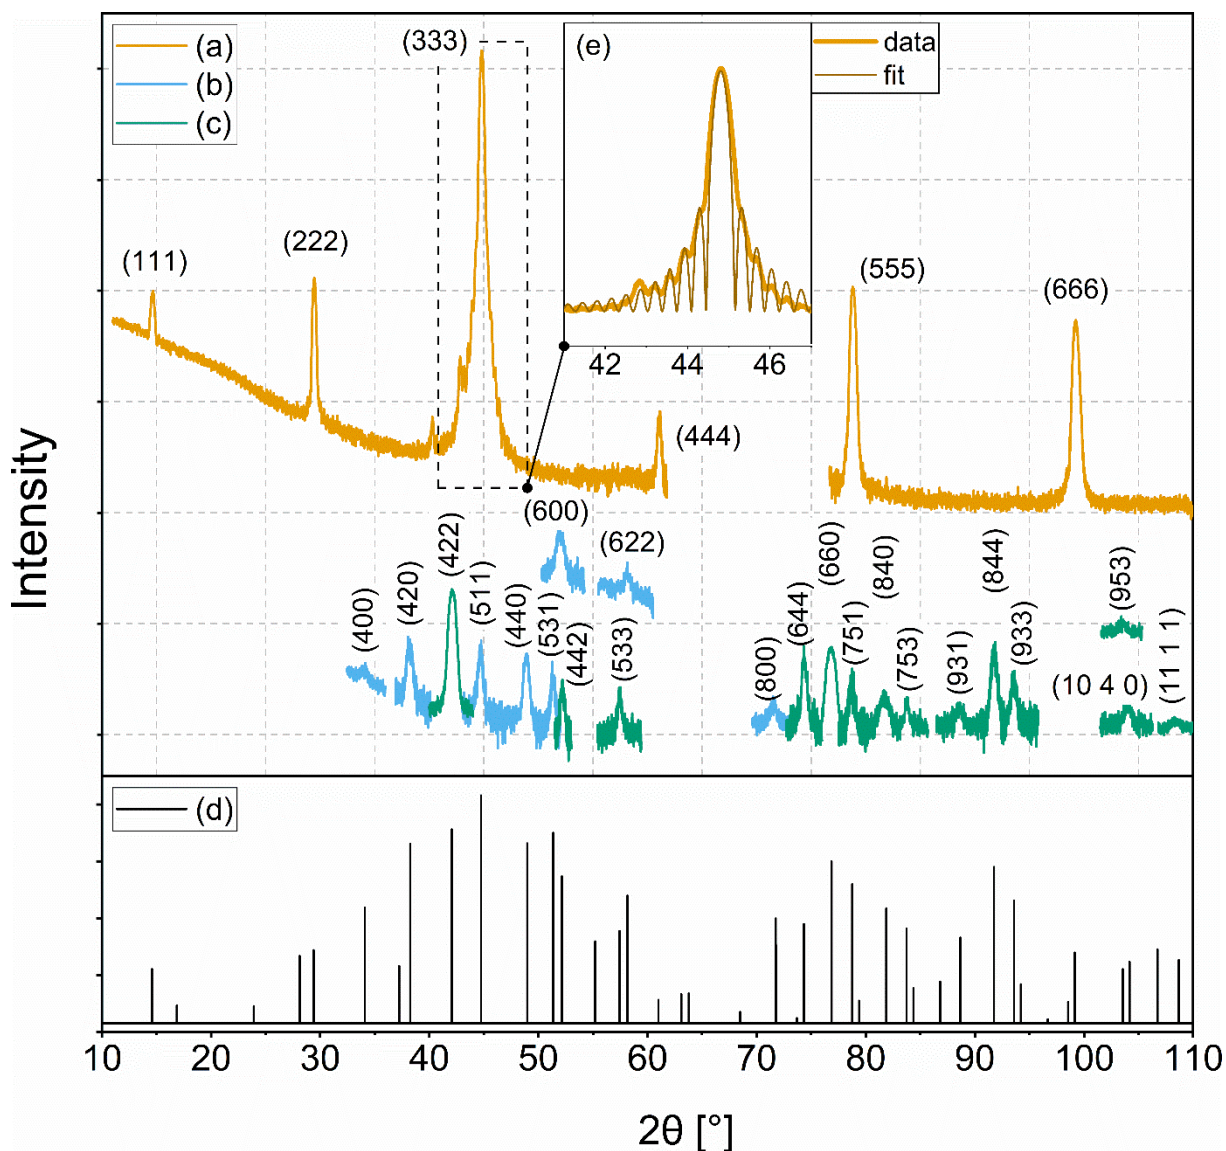 (a)
(b)
(c)
(333)
(e)
data
fit
(111)
(222)
(555)
(666)
(444)
42 44 46
(600)
(622)
(400)
(420)
(422)
(511)
(440)
(531)
(442)
(533)
(800)
(644)
(660)
(751)
(840)
(753)
(931)
(844)
(933)
(10 4 0)
(953)
(11 1 1)
Intensity
(d)
10 20 30 40 50 60 70 80 90 100 110
2θ [°]